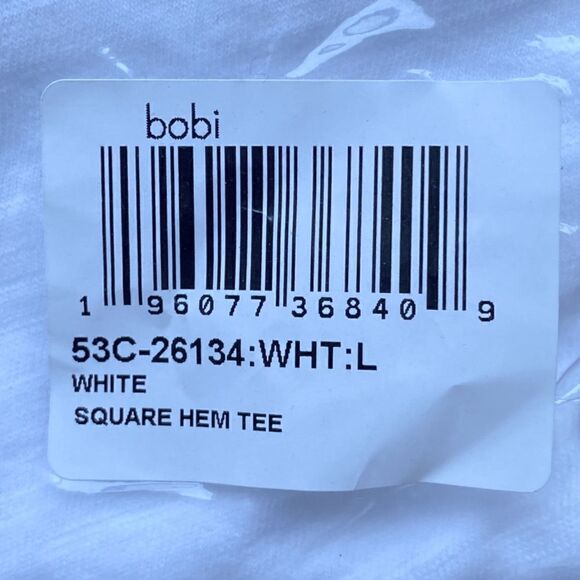 bobi
1 96077 36840 9
53C-26134:WHT:L
WHITE
SQUARE HEM TEE